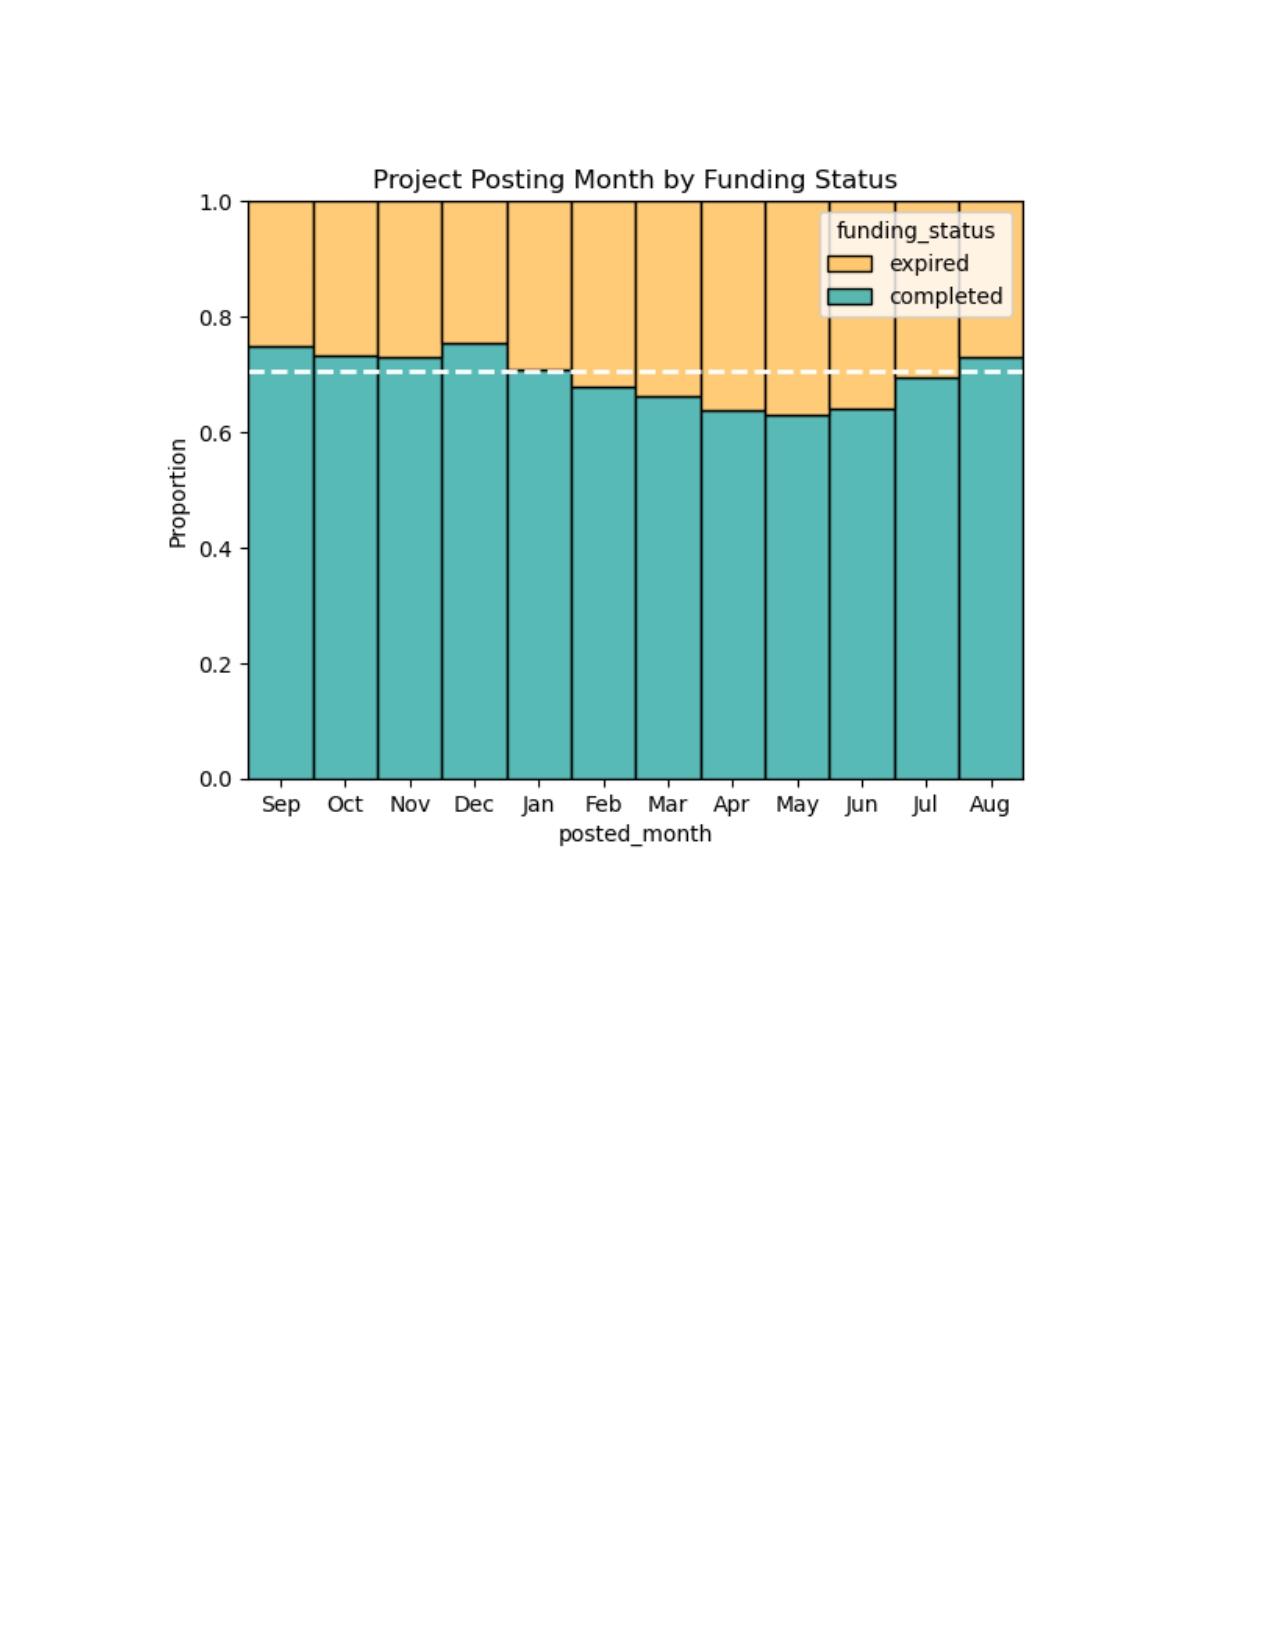 Project Posting Month by Funding Status
1.0
0.8
0.6
0.4
0.2
0.0
Proportion
funding_status
expired
completed
Sep Oct Nov Dec Jan Feb Mar Apr May Jun Jul Aug
posted_month